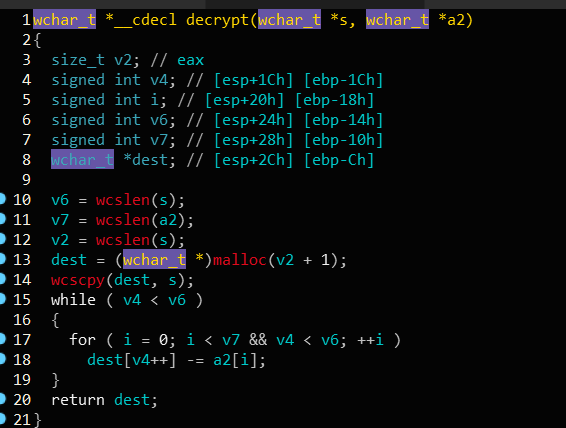 1 wchar_t *__cdecl decrypt(wchar_t *s, wchar_t *a2)
2 {
3   size_t v2; // eax
4   signed int v4; // [esp+1Ch] [ebp-1Ch]
5   signed int i; // [esp+20h] [ebp-18h]
6   signed int v6; // [esp+24h] [ebp-14h]
7   signed int v7; // [esp+28h] [ebp-10h]
8   wchar_t *dest; // [esp+2Ch] [ebp-Ch]
9
10   v6 = wcslen(s);
11   v7 = wcslen(a2);
12   v2 = wcslen(s);
13   dest = (wchar_t *)malloc(v2 + 1);
14   wcscpy(dest, s);
15   while ( v4 < v6 )
16   {
17     for ( i = 0; i < v7 && v4 < v6; ++i )
18       dest[v4++] -= a2[i];
19   }
20   return dest;
21 }